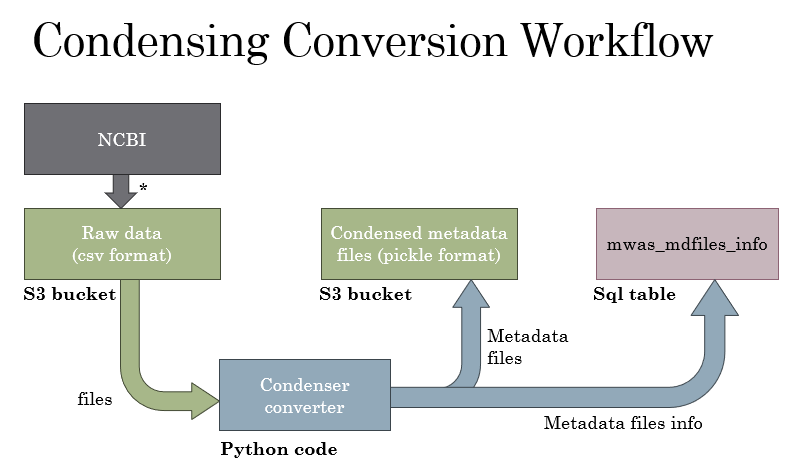 Condensing Conversion Workflow
NCBI
*
Raw data
(csv format)
S3 bucket
Condensed metadata
files (pickle format)
S3 bucket
mwas_mdfiles_info
Sql table
Metadata
files
files
Condenser
converter
Python code
Metadata files info